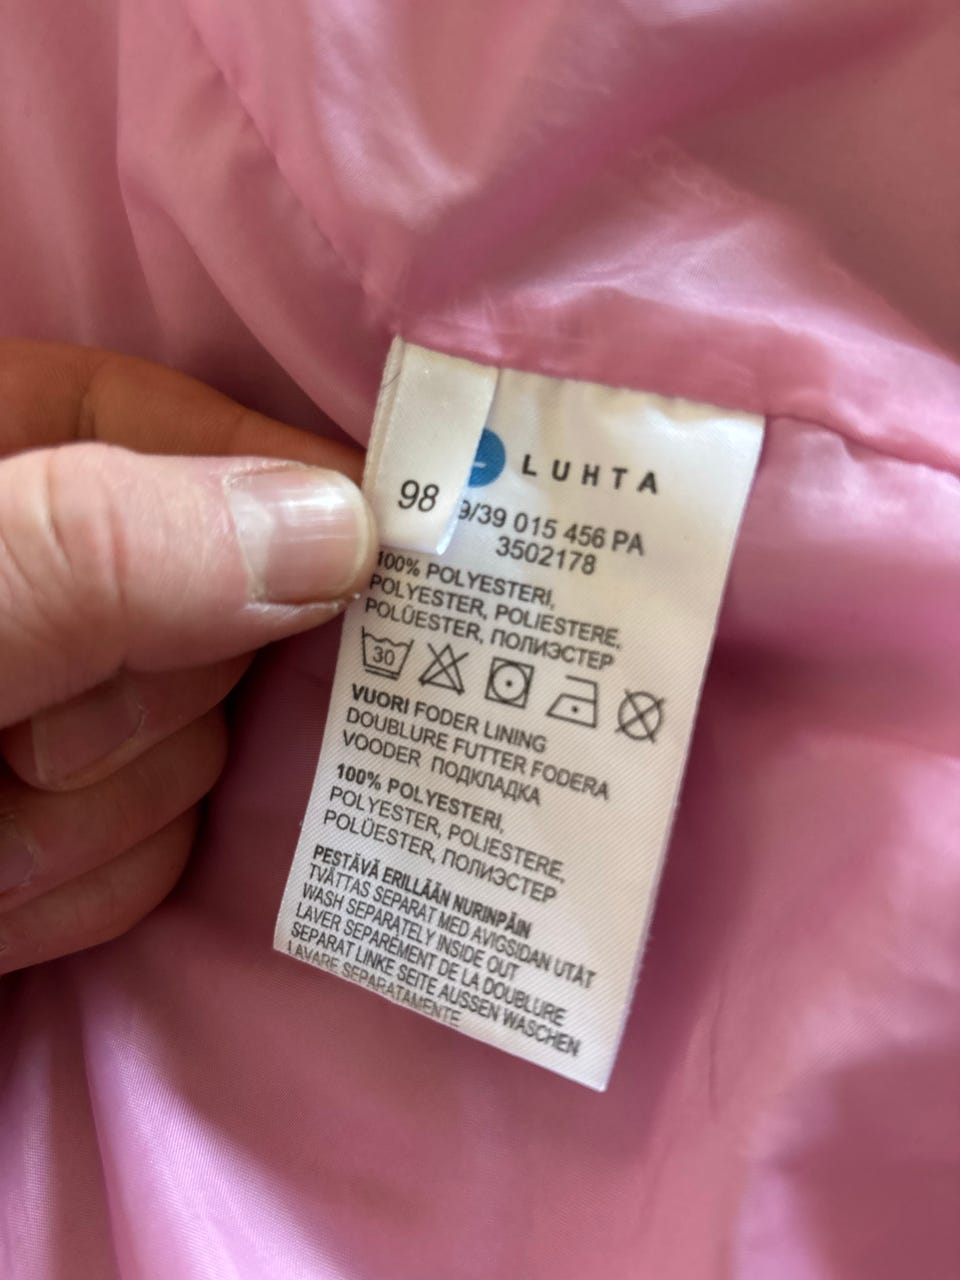 98
LUHTA
9/39 015 456 PA
3502178
100% POLYESTERI,
POLYESTER, POLIESTERE,
POLÜESTER, ПОЛИЭСТЕР
30
VUORI FODER LINING
DOUBLURE FUTTER FODERA
VOODER ПОДКЛАДКА
100% POLYESTERI,
POLYESTER, POLIESTERE,
POLÜESTER, ПОЛИЭСТЕР
PESTÄVÄ ERILLÄÄN NURINPÄIN
TVÄTTAS SEPARAT MED AVIGSIDAN UTÅT
WASH SEPARATELY INSIDE OUT
LAVER SEPAREMENT DE LA DOUBLURE
SEPARAT LINKE SEITE AUSSEN WASCHEN
LAVARE SEPARATAMENTE